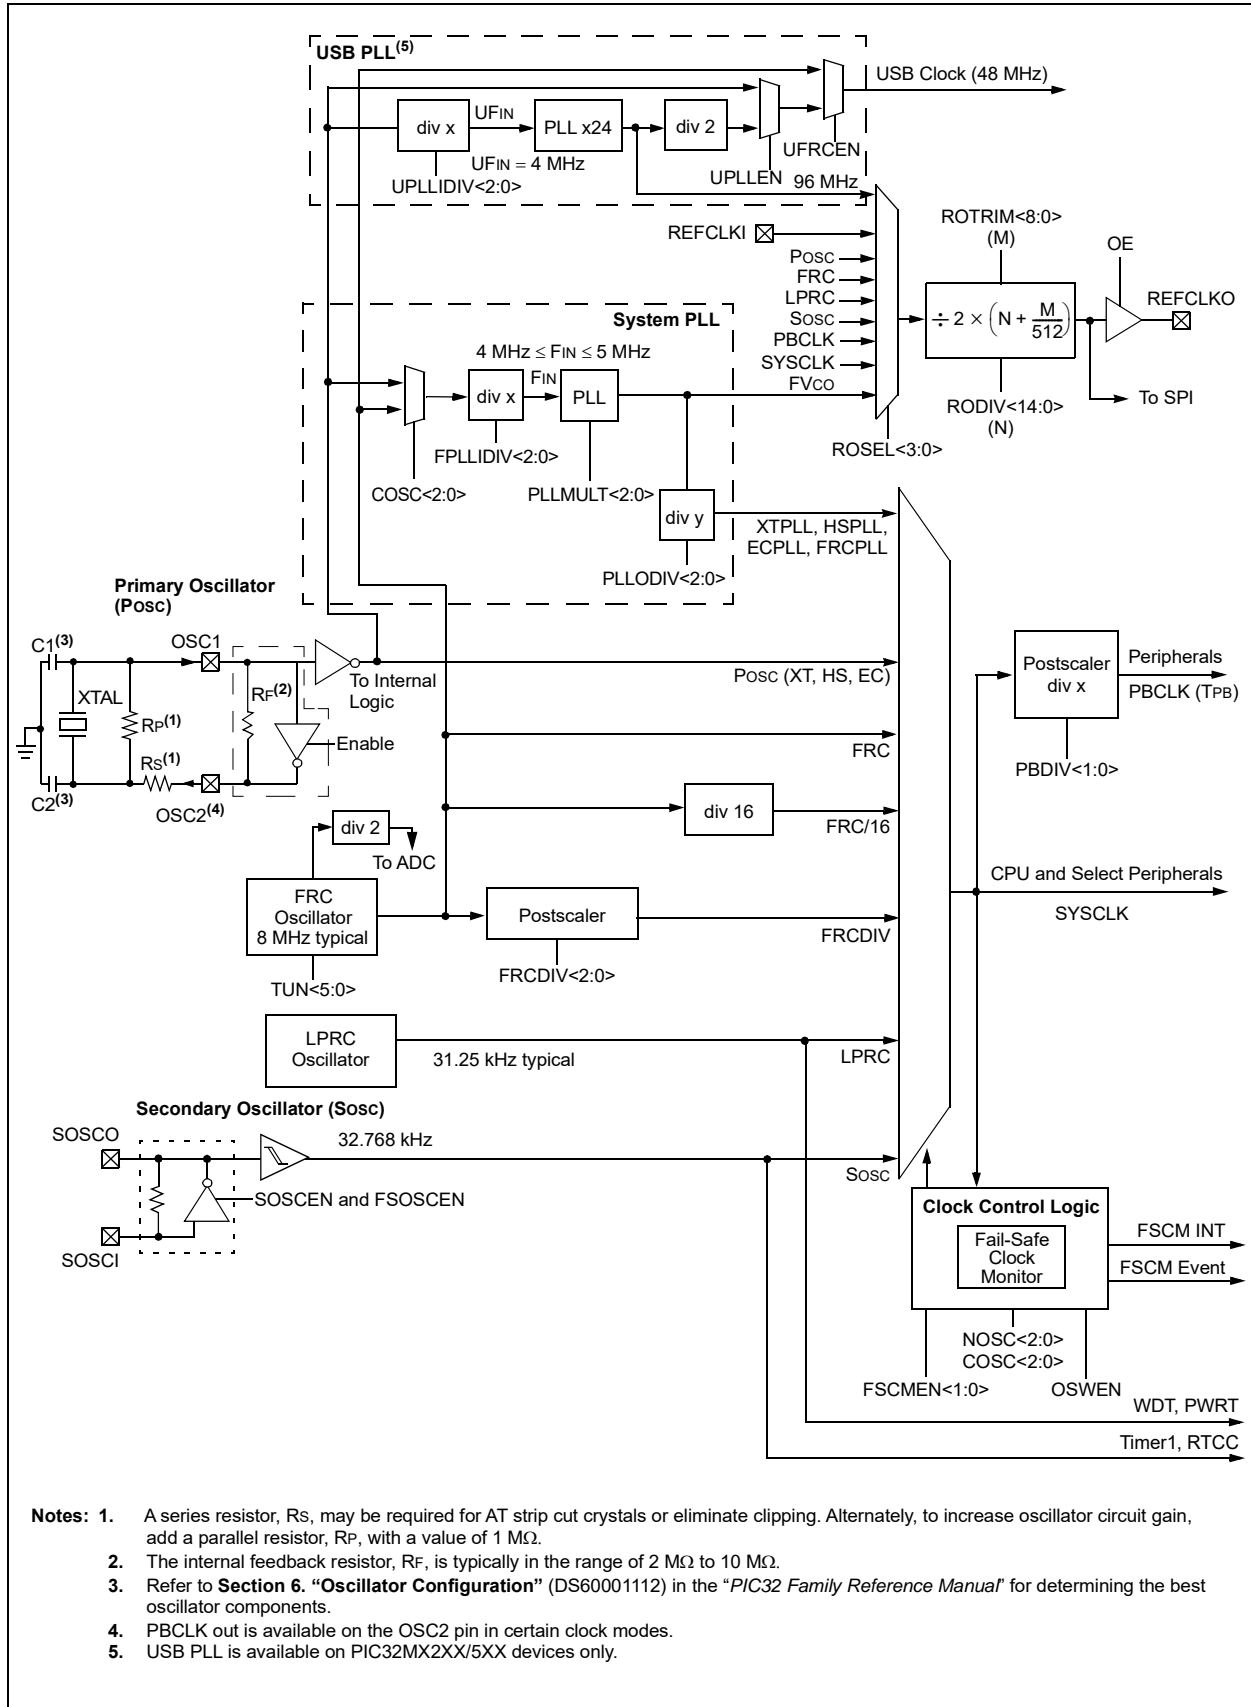 USB PLL(5)
USB Clock (48 MHz)
div x
UFIN
PLL x24
div 2
UFIN = 4 MHz
UFRCEN
UPLLIDIV<2:0>
UPLLEN
96 MHz
REFCLKI
ROTRIM<8:0>
(M)
OE
POSC
FRC
LPRC
SOSC
PBCLK
SYSCLK
FVCO
÷ 2 × (N + M/512)
REFCLKO
To SPI
RODIV<14:0>
(N)
ROSEL<3:0>
System PLL
4 MHz ≤ FIN ≤ 5 MHz
FIN
div x
PLL
FPLLIDIV<2:0>
COSC<2:0>
PLLMULT<2:0>
div y
XTPLL, HSPLL,
ECPLL, FRCPLL
PLLODIV<2:0>
Primary Oscillator
(POSC)
C1(3)
OSC1
XTAL
RP(1)
RF(2)
To Internal
Logic
POSC (XT, HS, EC)
Enable
RS(1)
C2(3)
OSC2(4)
Postscaler
div x
Peripherals
PBCLK (TPB)
PBDIV<1:0>
FRC
div 16
FRC/16
div 2
To ADC
FRC
Oscillator
8 MHz typical
Postscaler
FRCDIV
TUN<5:0>
FRCDIV<2:0>
CPU and Select Peripherals
SYSCLK
LPRC
Oscillator
31.25 kHz typical
LPRC
Secondary Oscillator (SOSC)
SOSCO
32.768 kHz
SOSC
SOSCEN and FSOSCEN
SOSCI
Clock Control Logic
Fail-Safe
Clock
Monitor
FSCM INT
FSCM Event
NOSC<2:0>
COSC<2:0>
FSCMEN<1:0>
OSWEN
WDT, PWRT
Timer1, RTCC
Notes: 1. A series resistor, RS, may be required for AT strip cut crystals or eliminate clipping. Alternately, to increase oscillator circuit gain,
add a parallel resistor, RP, with a value of 1 MΩ.
2. The internal feedback resistor, RF, is typically in the range of 2 MΩ to 10 MΩ.
3. Refer to Section 6. “Oscillator Configuration” (DS60001112) in the “PIC32 Family Reference Manual” for determining the best
oscillator components.
4. PBCLK out is available on the OSC2 pin in certain clock modes.
5. USB PLL is available on PIC32MX2XX/5XX devices only.